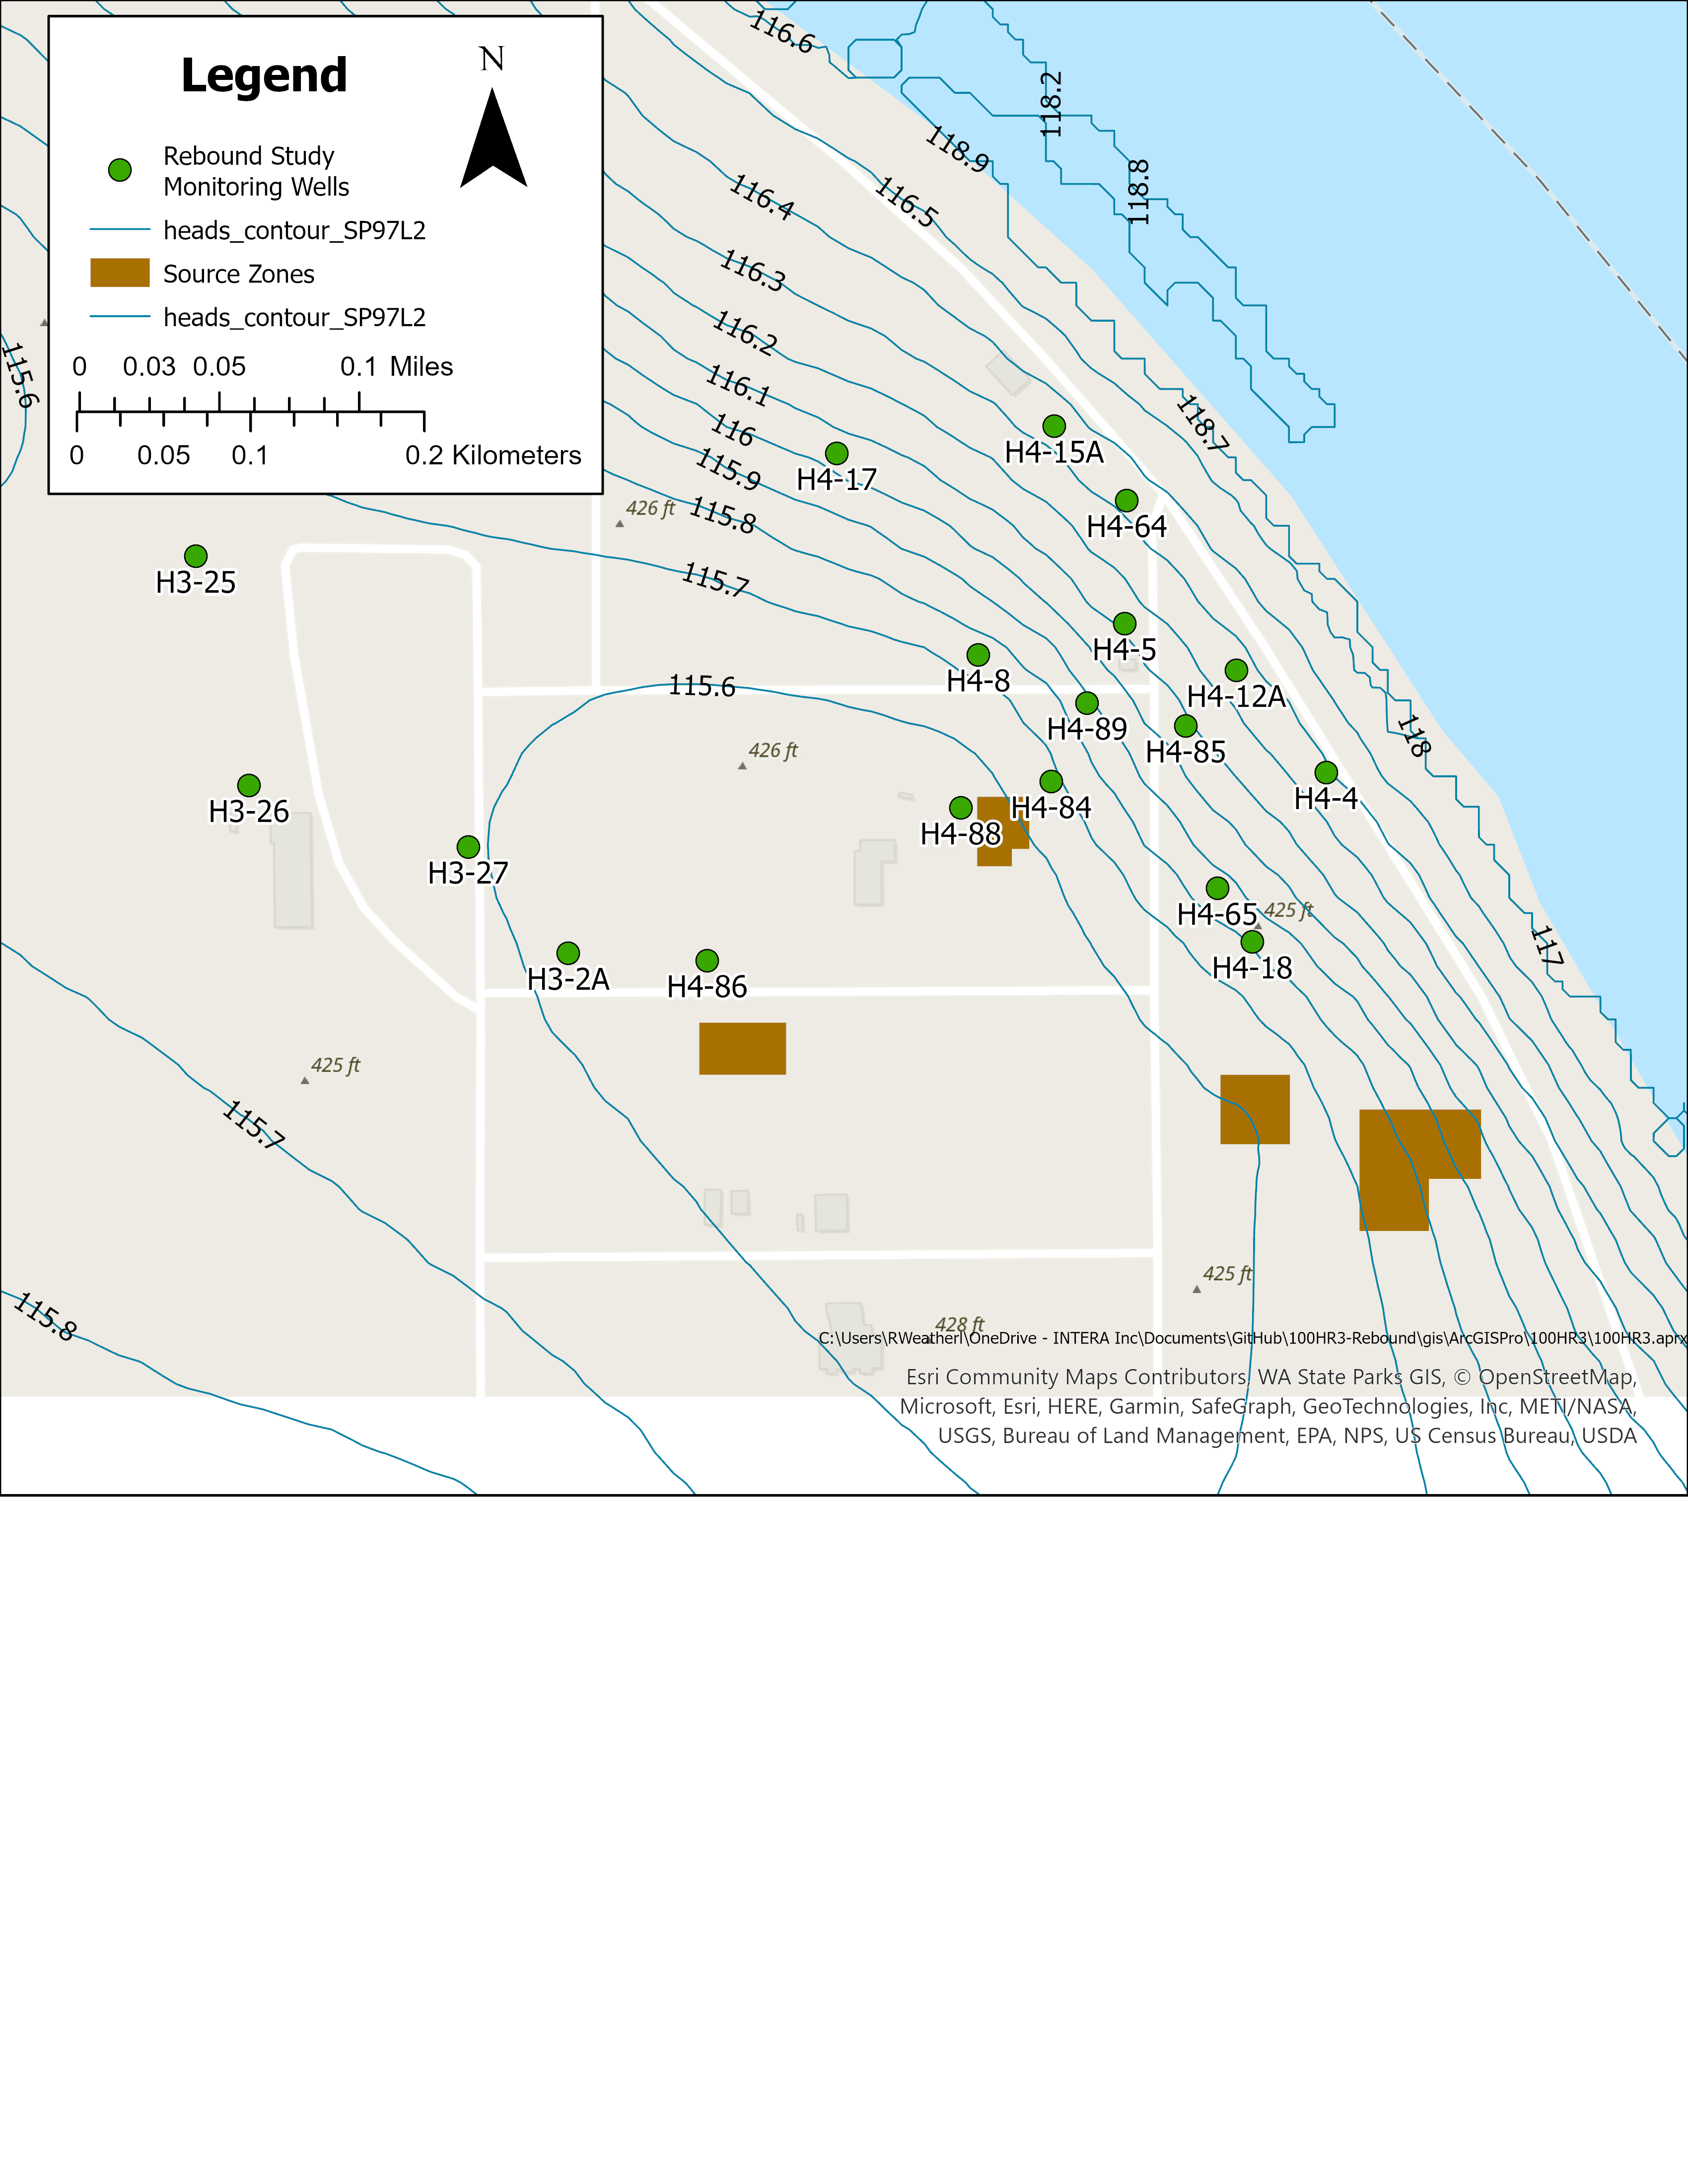 Legend
N
Rebound Study
Monitoring Wells
heads_contour_SP97L2
Source Zones
heads_contour_SP97L2
0 0.03 0.05 0.1 Miles
0 0.05 0.1 0.2 Kilometers
116.6
118.2
118.9
118.8
116.4
116.5
116.3
116.2
115.6
116.1
116
115.9
115.8
118.7
H4-15A
H4-17
426 ft
H4-64
115.7
H3-25
H4-5
H4-8
115.6
H4-12A
H4-89
H4-85
118
426 ft
H4-4
H3-26
H4-84
H4-88
H3-27
H4-65
425 ft
117
H4-18
H3-2A
H4-86
425 ft
115.7
425 ft
115.8
428 ft
C:\Users\RWeatherl\OneDrive - INTERA Inc\Documents\GitHub\100HR3-Rebound\gis\ArcGISPro\100HR3\100HR3.aprx
Esri Community Maps Contributors, WA State Parks GIS, © OpenStreetMap,
Microsoft, Esri, HERE, Garmin, SafeGraph, GeoTechnologies, Inc, METI/NASA,
USGS, Bureau of Land Management, EPA, NPS, US Census Bureau, USDA